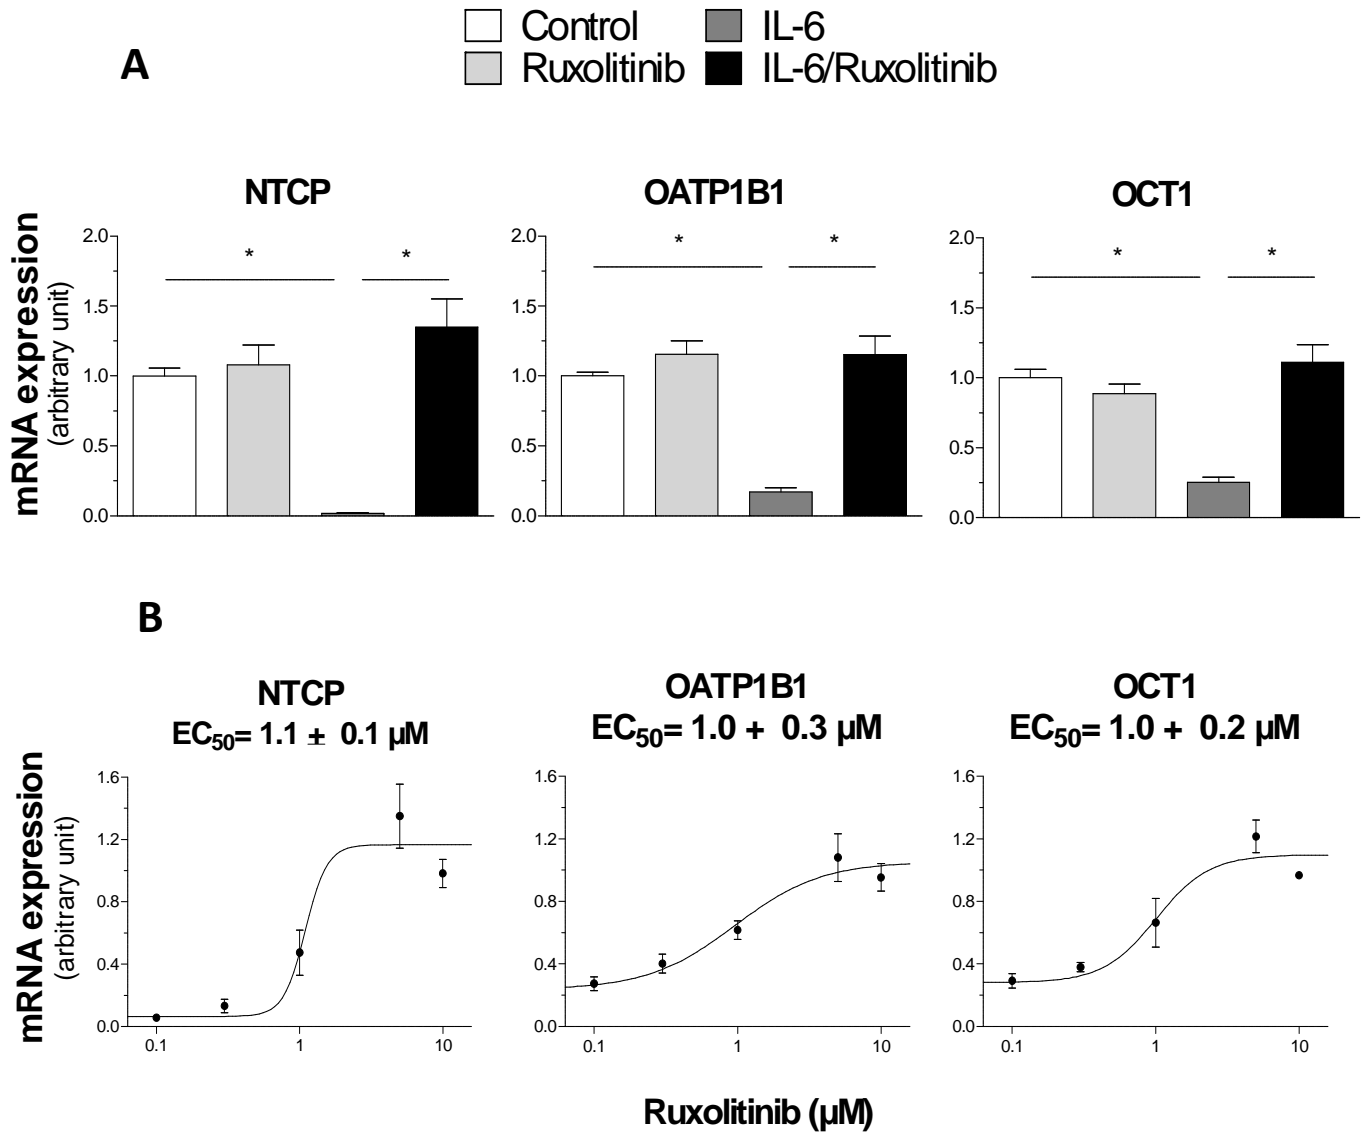 Control IL-6
Ruxolitinib IL-6/Ruxolitinib
A
NTCP OATP1B1 OCT1
mRNA expression
(arbitrary unit)
2.0 2.0 2.0
* * * * * *
1.5 1.5 1.5
1.0 1.0 1.0
0.5 0.5 0.5
0.0 0.0 0.0
B
NTCP OATP1B1 OCT1
EC50= 1.1 ± 0.1 µM EC50= 1.0 + 0.3 µM EC50= 1.0 + 0.2 µM
mRNA expression
(arbitrary unit)
1.6 1.6 1.6
1.2 1.2 1.2
0.8 0.8 0.8
0.4 0.4 0.4
0.0 0.0 0.0
0.1 1 10 0.1 1 10 0.1 1 10
Ruxolitinib (µM)